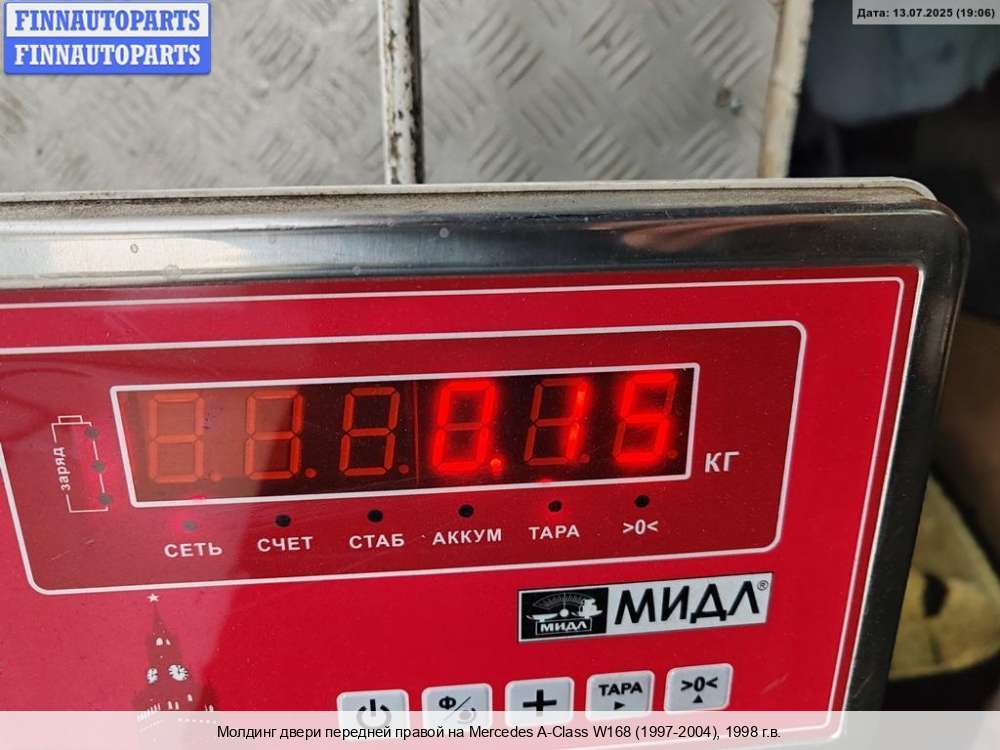 FINNAUTOPARTS
FINNAUTOPARTS
Дата: 13.07.2025 (19:06)
0.15
кг
заряд
СЕТЬ СЧЕТ СТАБ АККУМ ТАРА >0<
МИДЛ МИДЛ®
Ф ТАРА >0<
Молдинг двери передней правой на Mercedes A-Class W168 (1997-2004), 1998 г.в.